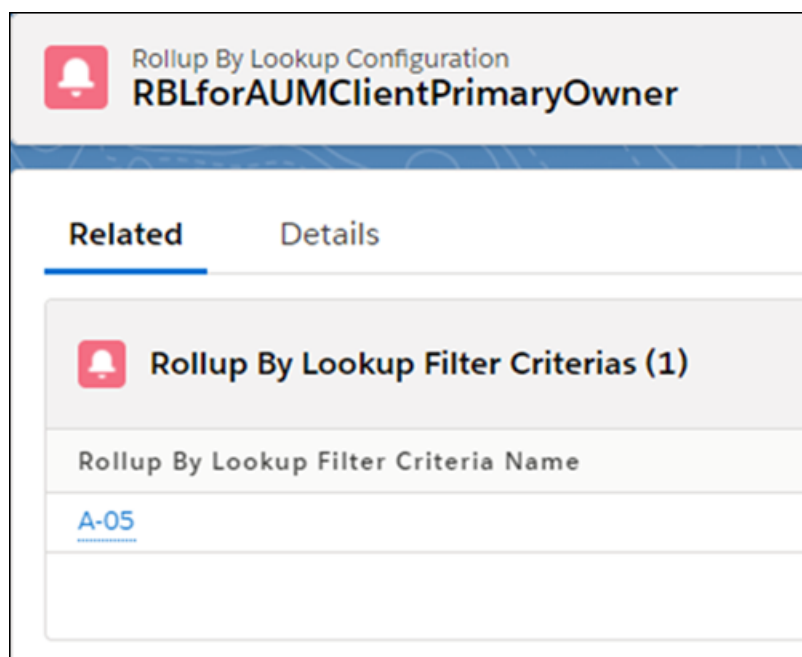 Rollup By Lookup Configuration
RBLforAUMClientPrimaryOwner
Related Details
Rollup By Lookup Filter Criterias (1)
Rollup By Lookup Filter Criteria Name
A-05